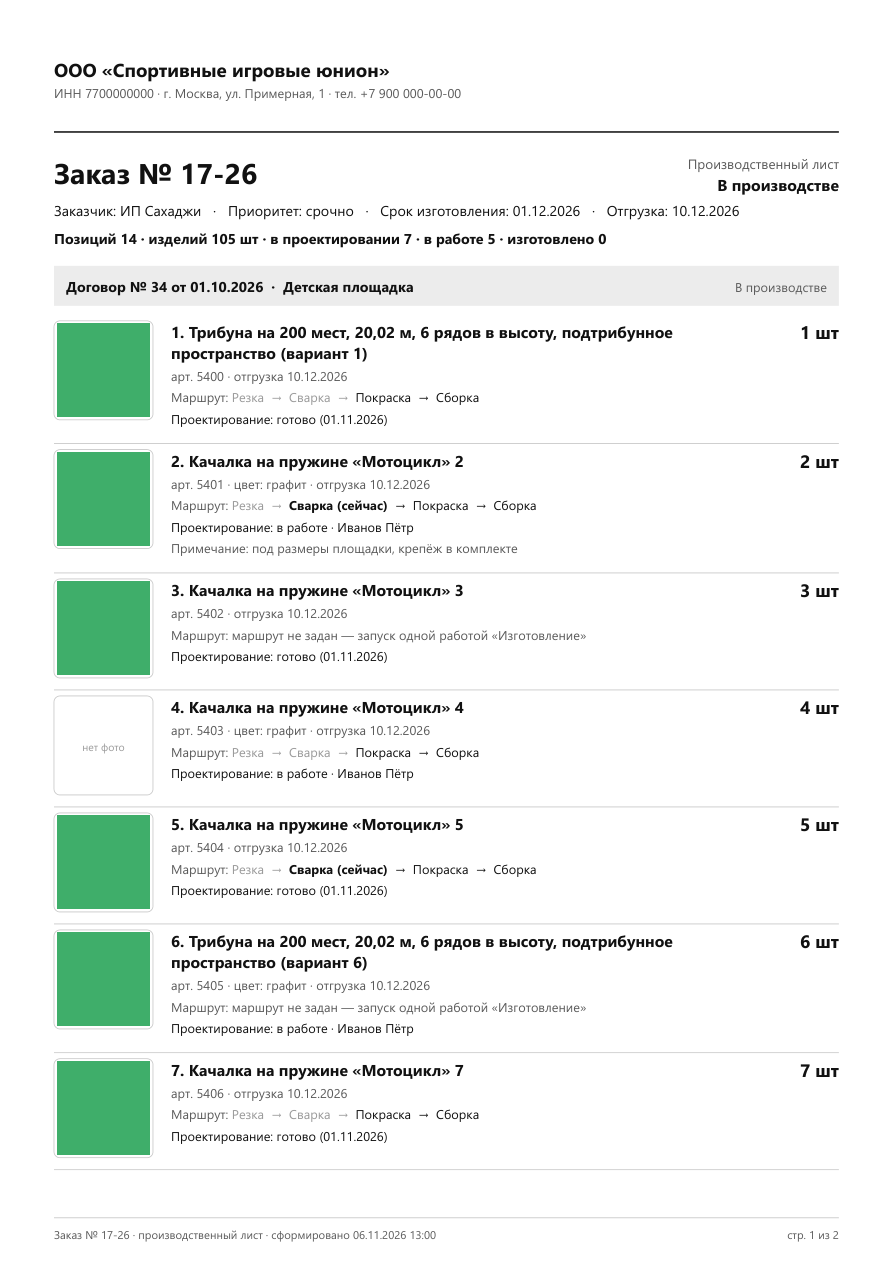 ООО «Спортивные игровые юнион»
ИНН 7700000000 · г. Москва, ул. Примерная, 1 · тел. +7 900 000-00-00
Заказ № 17-26
Производственный лист
В производстве
Заказчик: ИП Сахаджи · Приоритет: срочно · Срок изготовления: 01.12.2026 · Отгрузка: 10.12.2026
Позиций 14 · изделий 105 шт · в проектировании 7 · в работе 5 · изготовлено 0
Договор № 34 от 01.10.2026 · Детская площадка В производстве
1. Трибуна на 200 мест, 20,02 м, 6 рядов в высоту, подтрибунное 1 шт
пространство (вариант 1)
арт. 5400 · отгрузка 10.12.2026
Маршрут: Резка → Сварка → Покраска → Сборка
Проектирование: готово (01.11.2026)
2. Качалка на пружине «Мотоцикл» 2 2 шт
арт. 5401 · цвет: графит · отгрузка 10.12.2026
Маршрут: Резка → Сварка (сейчас) → Покраска → Сборка
Проектирование: в работе · Иванов Пётр
Примечание: под размеры площадки, крепёж в комплекте
3. Качалка на пружине «Мотоцикл» 3 3 шт
арт. 5402 · отгрузка 10.12.2026
Маршрут: маршрут не задан — запуск одной работой «Изготовление»
Проектирование: готово (01.11.2026)
нет фото
4. Качалка на пружине «Мотоцикл» 4 4 шт
арт. 5403 · цвет: графит · отгрузка 10.12.2026
Маршрут: Резка → Сварка → Покраска → Сборка
Проектирование: в работе · Иванов Пётр
5. Качалка на пружине «Мотоцикл» 5 5 шт
арт. 5404 · отгрузка 10.12.2026
Маршрут: Резка → Сварка (сейчас) → Покраска → Сборка
Проектирование: готово (01.11.2026)
6. Трибуна на 200 мест, 20,02 м, 6 рядов в высоту, подтрибунное 6 шт
пространство (вариант 6)
арт. 5405 · цвет: графит · отгрузка 10.12.2026
Маршрут: маршрут не задан — запуск одной работой «Изготовление»
Проектирование: в работе · Иванов Пётр
7. Качалка на пружине «Мотоцикл» 7 7 шт
арт. 5406 · отгрузка 10.12.2026
Маршрут: Резка → Сварка → Покраска → Сборка
Проектирование: готово (01.11.2026)
Заказ № 17-26 · производственный лист · сформировано 06.11.2026 13:00 стр. 1 из 2